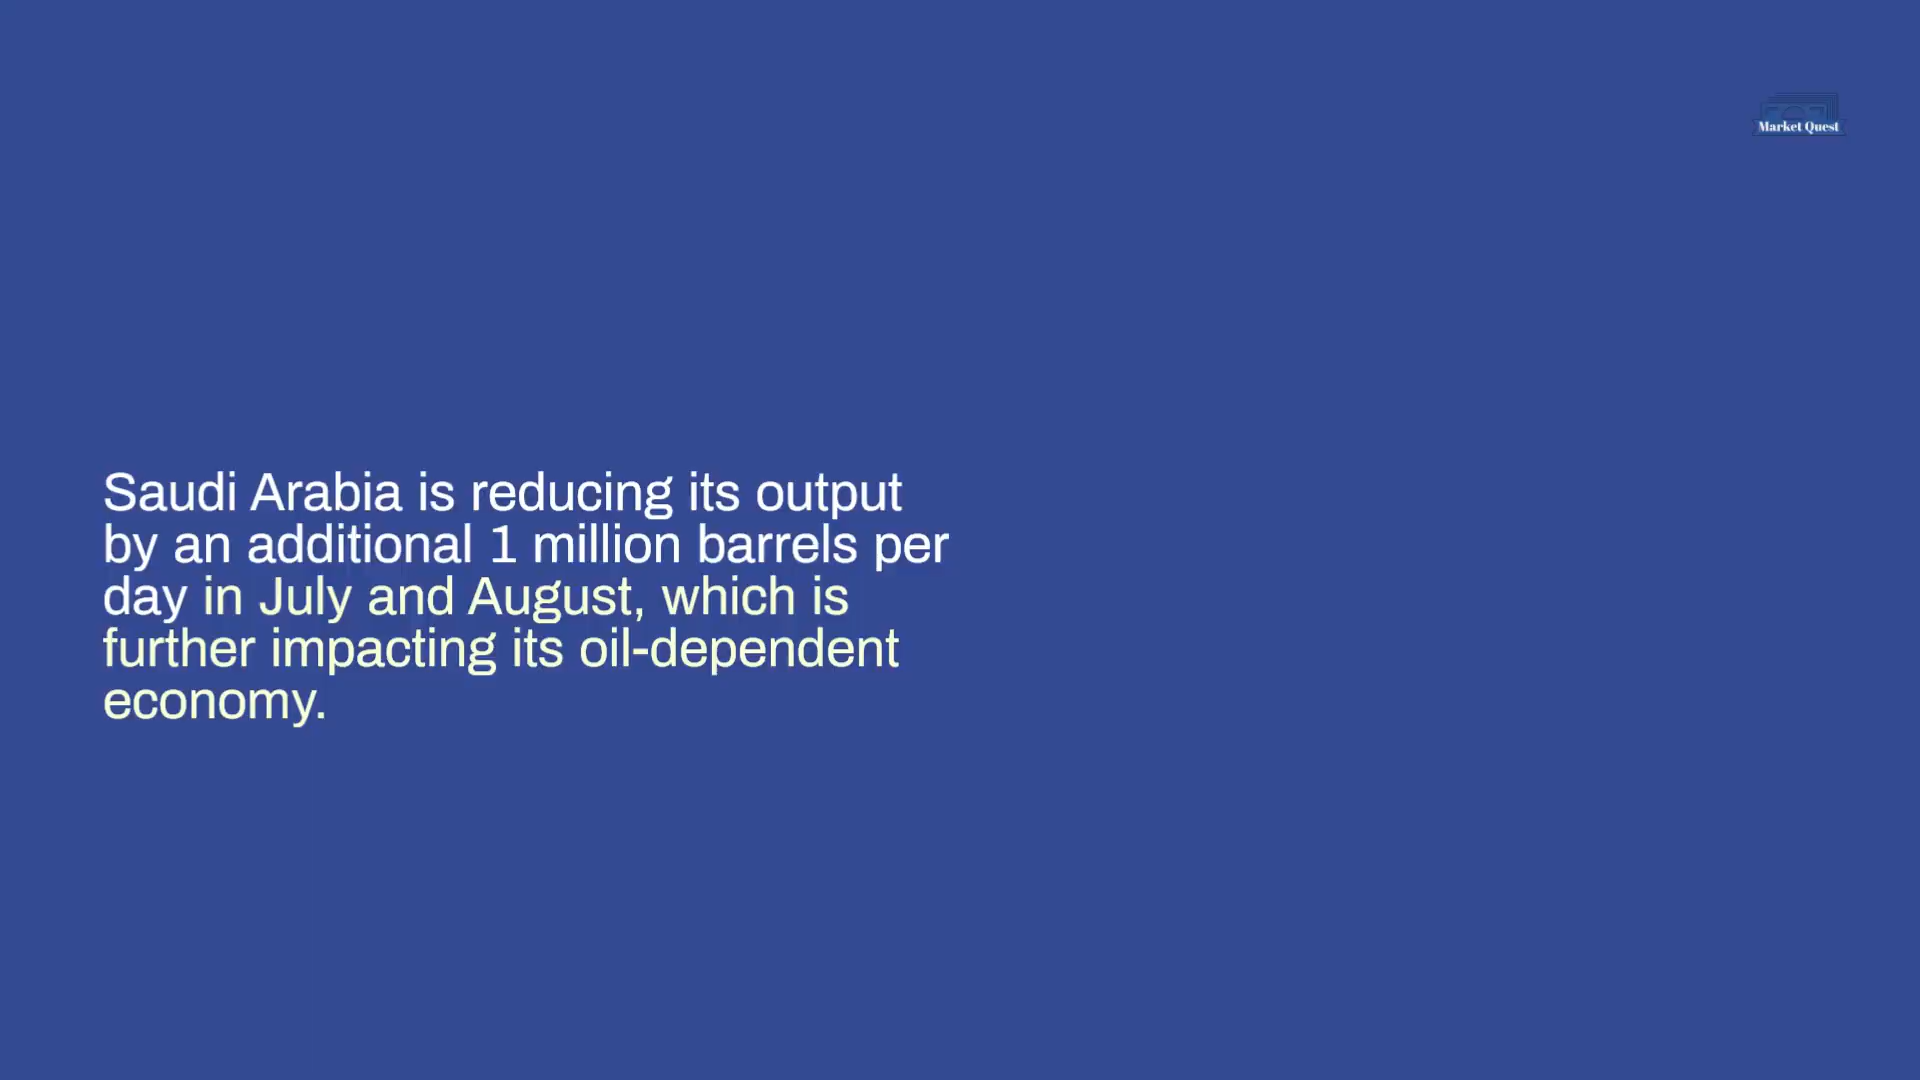 Market Quest
Saudi Arabia is reducing its output
by an additional 1 million barrels per
day in July and August, which is
further impacting its oil-dependent
economy.